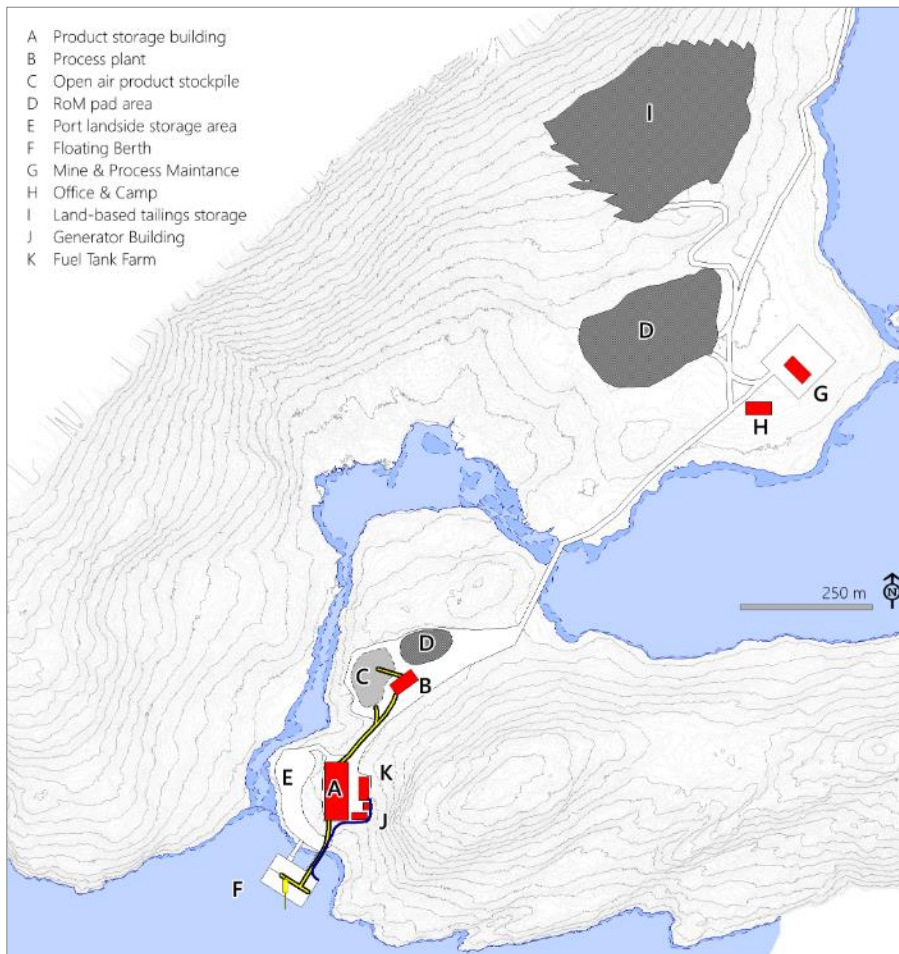 A Product storage building
B Process plant
C Open air product stockpile
D RoM pad area
E Port landside storage area
F Floating Berth
G Mine & Process Maintance
H Office & Camp
I Land-based tailings storage
J Generator Building
K Fuel Tank Farm
I
D
G
H
250 m
N
D
C
B
K
E
A
J
F